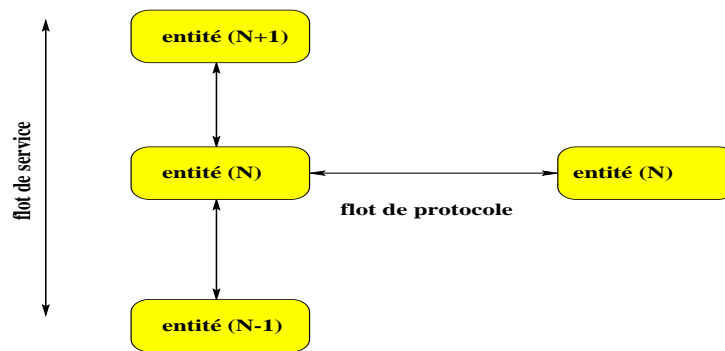 entité (N+1)
flot de service
entité (N)
entité (N)
flot de protocole
entité (N-1)